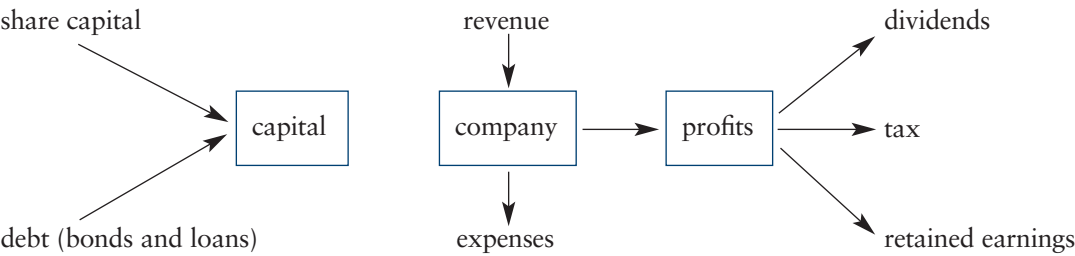 share capital
revenue
dividends
capital
company
profits
tax
debt (bonds and loans)
expenses
retained earnings